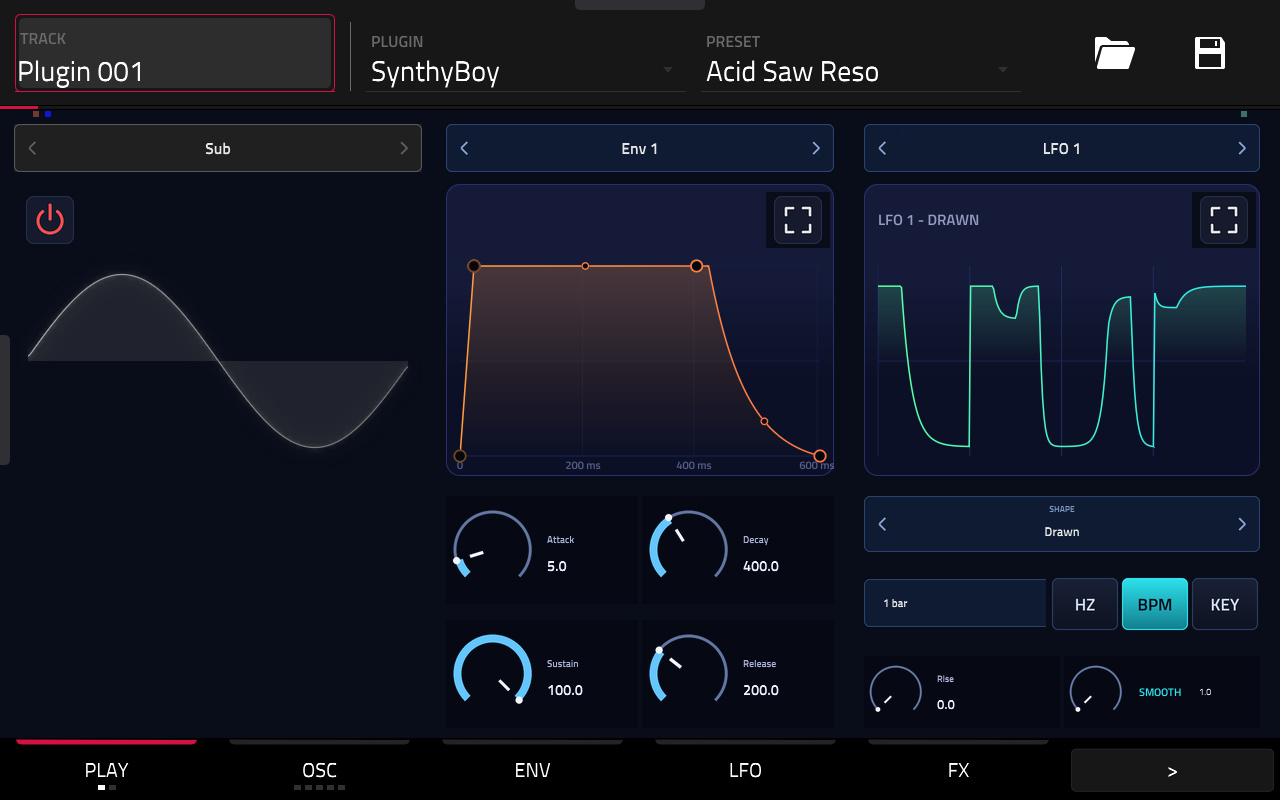 TRACK
Plugin 001
PLUGIN
SynthyBoy
PRESET
Acid Saw Reso
Sub
Env 1
LFO 1
LFO 1 - DRAWN
0
200 ms
400 ms
600 ms
Attack
5.0
Decay
400.0
Sustain
100.0
Release
200.0
SHAPE
Drawn
1 bar
HZ
BPM
KEY
Rise
0.0
SMOOTH
1.0
PLAY
OSC
ENV
LFO
FX
>